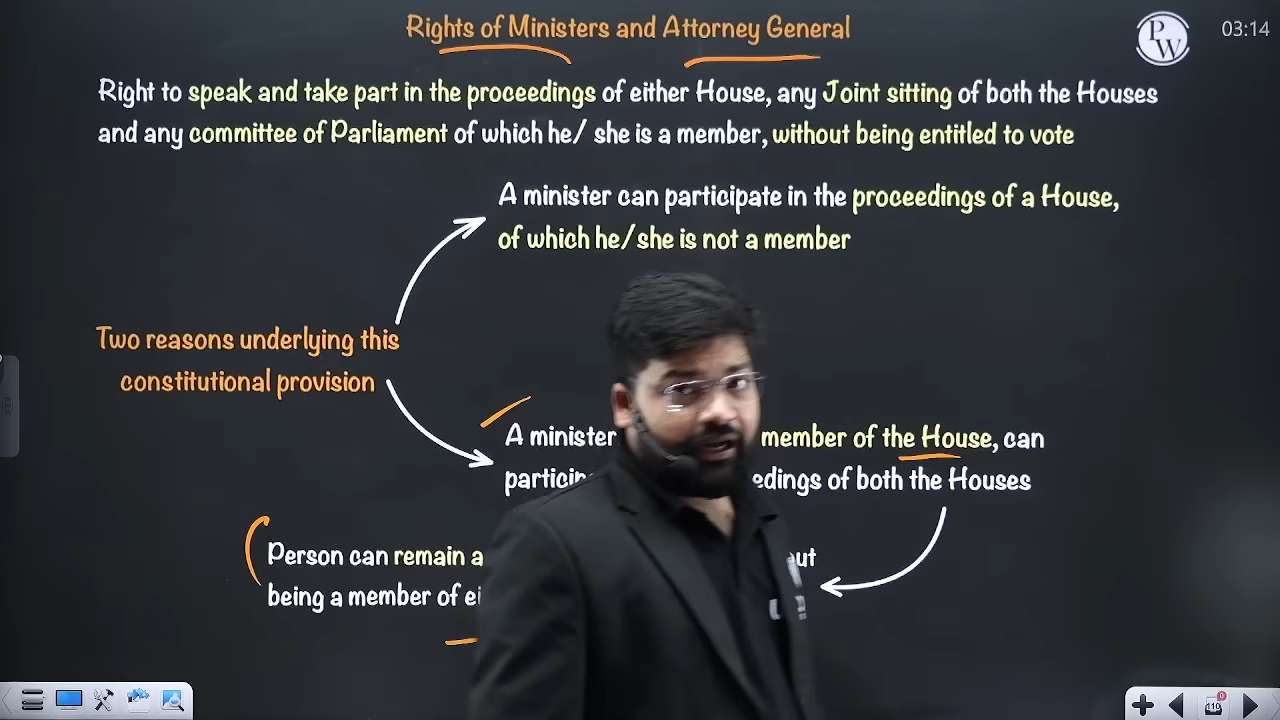 Rights of Ministers and Attorney General
PW
03:14
Right to speak and take part in the proceedings of either House, any Joint sitting of both the Houses
and any committee of Parliament of which he/ she is a member, without being entitled to vote
A minister can participate in the proceedings of a House,
of which he/she is not a member
Two reasons underlying this
constitutional provision
A minister member of the House, can
of both the Houses
Person can remain
being a member of
110